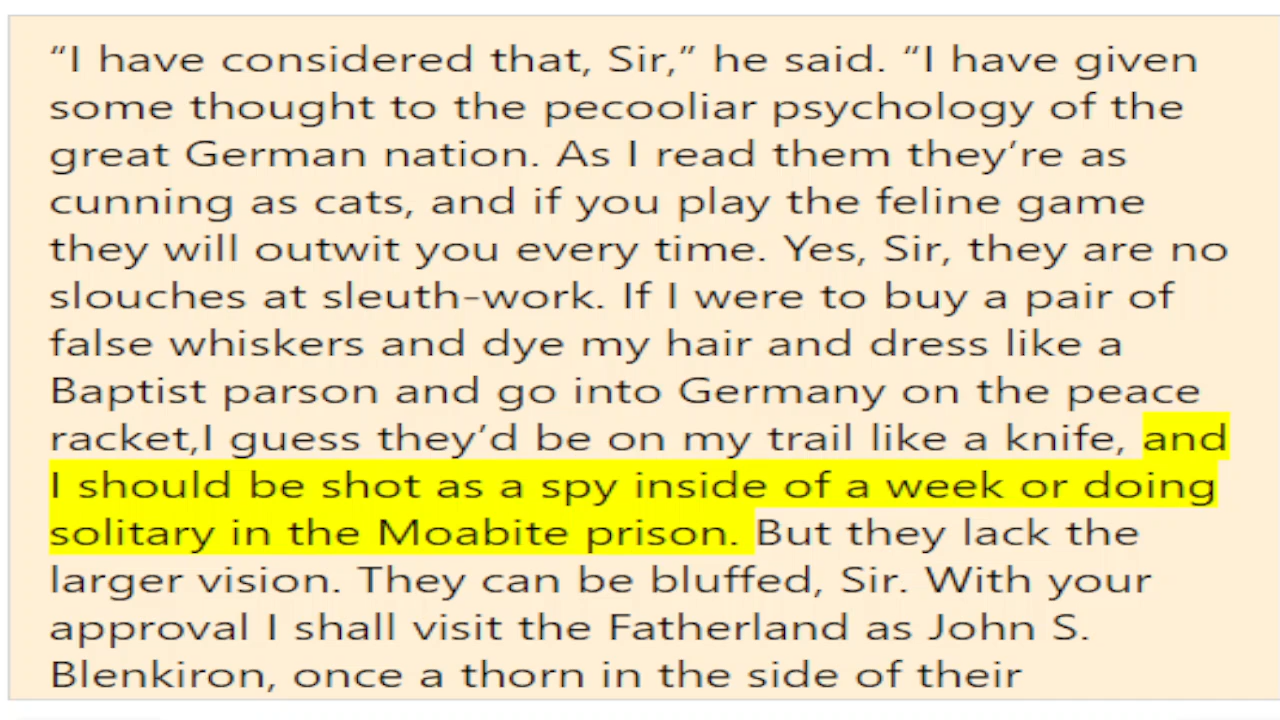 “I have considered that, Sir,” he said. “I have given
some thought to the pecooliar psychology of the
great German nation. As I read them they’re as
cunning as cats, and if you play the feline game
they will outwit you every time. Yes, Sir, they are no
slouches at sleuth-work. If I were to buy a pair of
false whiskers and dye my hair and dress like a
Baptist parson and go into Germany on the peace
racket,I guess they’d be on my trail like a knife, and
I should be shot as a spy inside of a week or doing
solitary in the Moabite prison. But they lack the
larger vision. They can be bluffed, Sir. With your
approval I shall visit the Fatherland as John S.
Blenkiron, once a thorn in the side of their